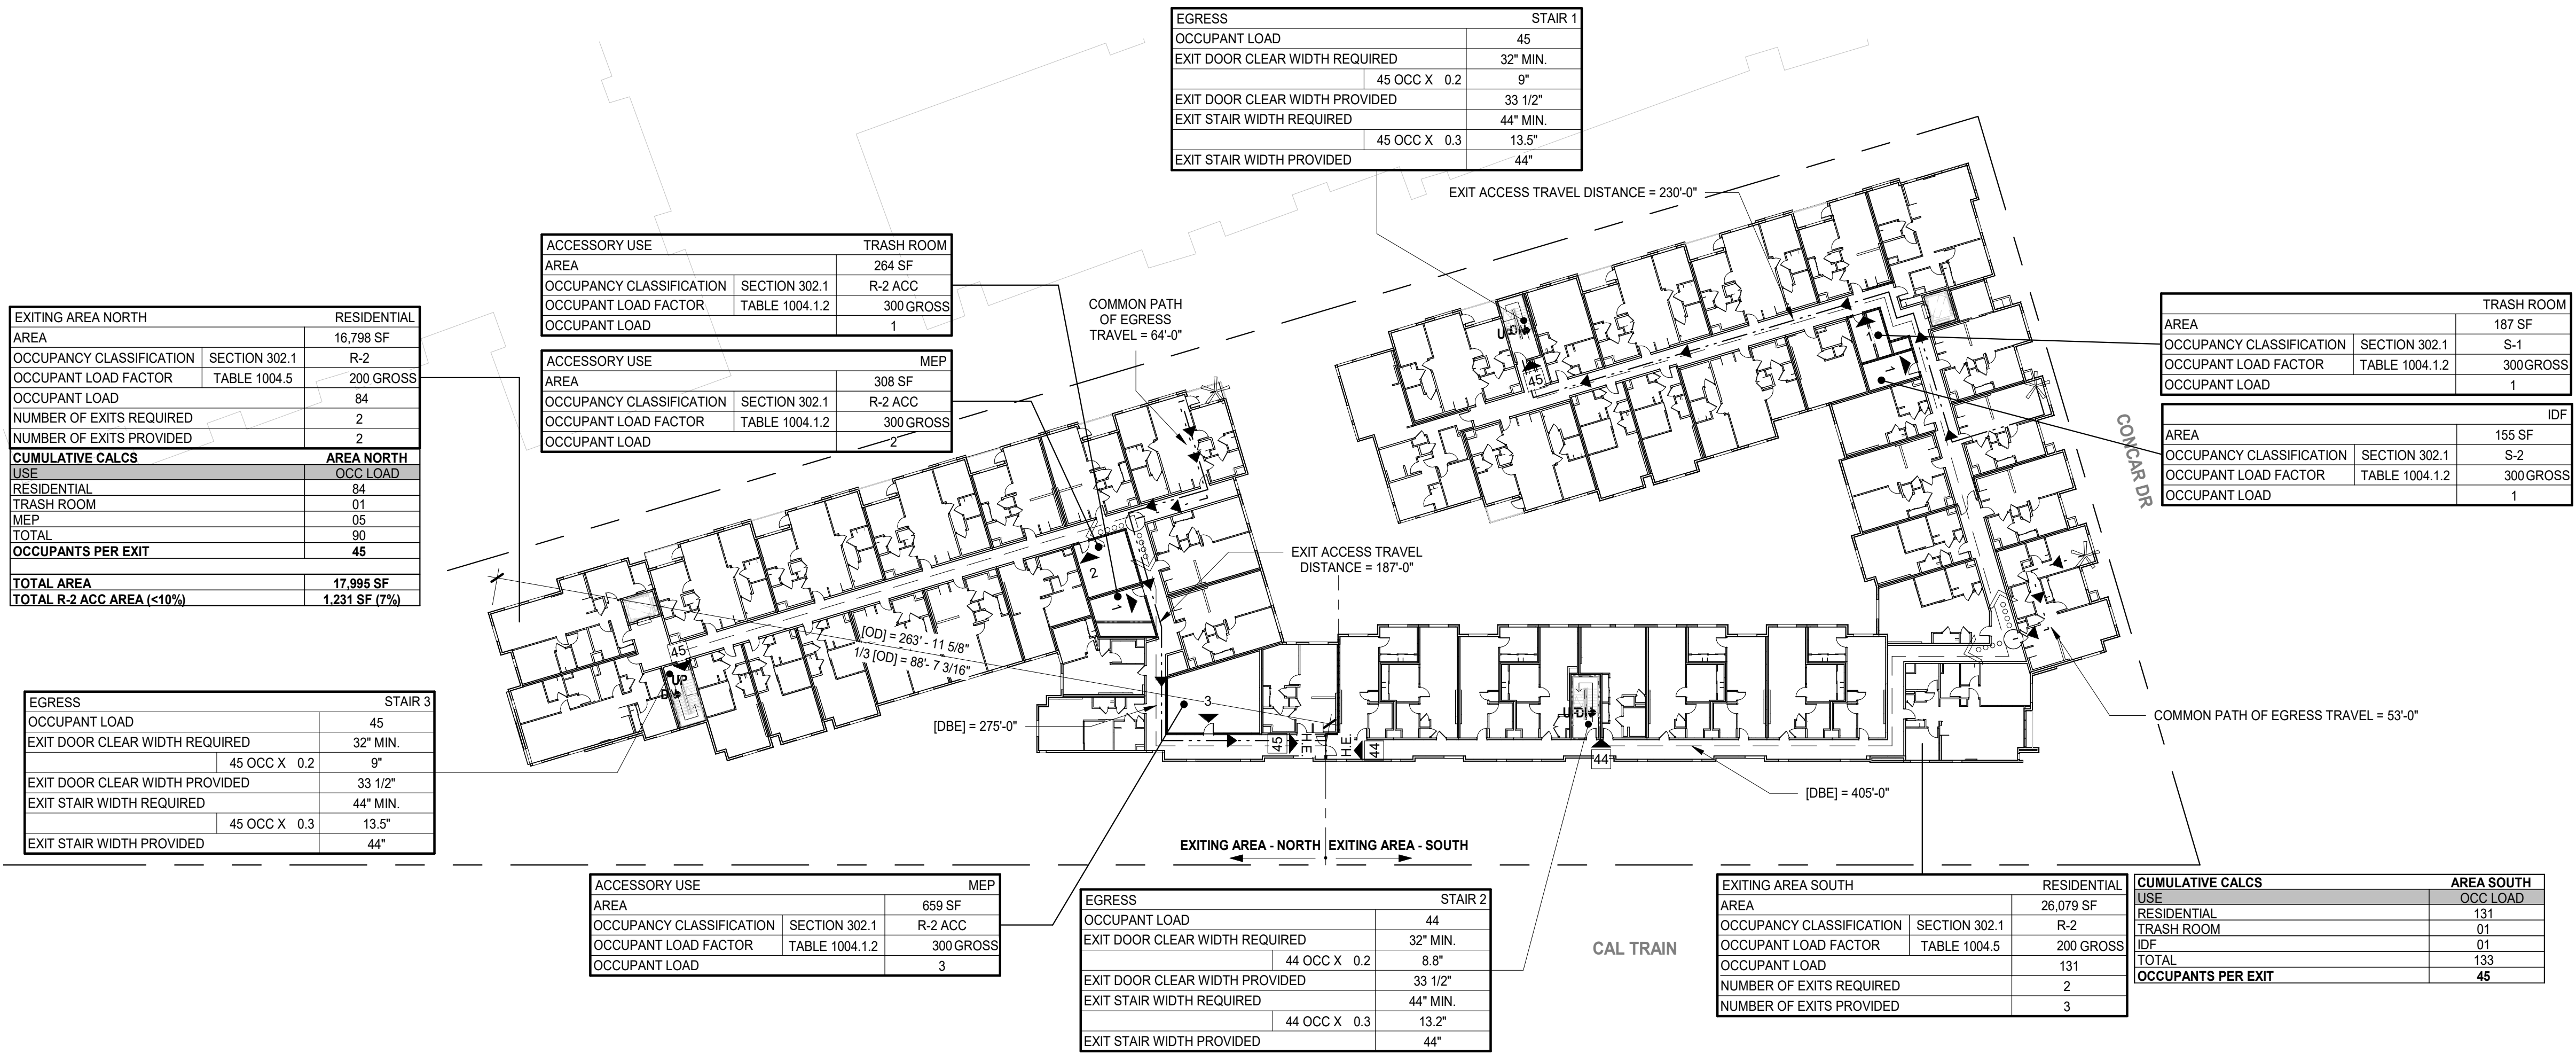 EGRESS STAIR 1
OCCUPANT LOAD 45
EXIT DOOR CLEAR WIDTH REQUIRED 32" MIN.
45 OCC X 0.2 9"
EXIT DOOR CLEAR WIDTH PROVIDED 33 1/2"
EXIT STAIR WIDTH REQUIRED 44" MIN.
45 OCC X 0.3 13.5"
EXIT STAIR WIDTH PROVIDED 44"
EXIT ACCESS TRAVEL DISTANCE = 230'-0"
ACCESSORY USE TRASH ROOM
AREA 264 SF
OCCUPANCY CLASSIFICATION SECTION 302.1 R-2 ACC
OCCUPANT LOAD FACTOR TABLE 1004.1.2 300 GROSS
OCCUPANT LOAD 1
ACCESSORY USE MEP
AREA 308 SF
OCCUPANCY CLASSIFICATION SECTION 302.1 R-2 ACC
OCCUPANT LOAD FACTOR TABLE 1004.1.2 300 GROSS
OCCUPANT LOAD 2
COMMON PATH
OF EGRESS
TRAVEL = 64'-0"
EXITING AREA NORTH RESIDENTIAL
AREA 16,798 SF
OCCUPANCY CLASSIFICATION SECTION 302.1 R-2
OCCUPANT LOAD FACTOR TABLE 1004.5 200 GROSS
OCCUPANT LOAD 84
NUMBER OF EXITS REQUIRED 2
NUMBER OF EXITS PROVIDED 2
CUMULATIVE CALCS AREA NORTH
USE OCC LOAD
RESIDENTIAL 84
TRASH ROOM 01
MEP 05
TOTAL 90
OCCUPANTS PER EXIT 45
TOTAL AREA 17,995 SF
TOTAL R-2 ACC AREA (<10%) 1,231 SF (7%)
TRASH ROOM
AREA 187 SF
OCCUPANCY CLASSIFICATION SECTION 302.1 S-1
OCCUPANT LOAD FACTOR TABLE 1004.1.2 300 GROSS
OCCUPANT LOAD 1
IDF
AREA 155 SF
OCCUPANCY CLASSIFICATION SECTION 302.1 S-2
OCCUPANT LOAD FACTOR TABLE 1004.1.2 300 GROSS
OCCUPANT LOAD 1
CONCAR DR
45
1
1
EXIT ACCESS TRAVEL
DISTANCE = 187'-0"
2
1
[OD] = 263' - 11 5/8"
1/3 [OD] = 88'- 7 3/16"
45
UP
3
[DBE] = 275'-0"
45
H.E.
H.E.
44
44
[DBE] = 405'-0"
COMMON PATH OF EGRESS TRAVEL = 53'-0"
EXITING AREA - NORTH EXITING AREA - SOUTH
EGRESS STAIR 3
OCCUPANT LOAD 45
EXIT DOOR CLEAR WIDTH REQUIRED 32" MIN.
45 OCC X 0.2 9"
EXIT DOOR CLEAR WIDTH PROVIDED 33 1/2"
EXIT STAIR WIDTH REQUIRED 44" MIN.
45 OCC X 0.3 13.5"
EXIT STAIR WIDTH PROVIDED 44"
ACCESSORY USE MEP
AREA 659 SF
OCCUPANCY CLASSIFICATION SECTION 302.1 R-2 ACC
OCCUPANT LOAD FACTOR TABLE 1004.1.2 300 GROSS
OCCUPANT LOAD 3
EGRESS STAIR 2
OCCUPANT LOAD 44
EXIT DOOR CLEAR WIDTH REQUIRED 32" MIN.
44 OCC X 0.2 8.8"
EXIT DOOR CLEAR WIDTH PROVIDED 33 1/2"
EXIT STAIR WIDTH REQUIRED 44" MIN.
44 OCC X 0.3 13.2"
EXIT STAIR WIDTH PROVIDED 44"
CAL TRAIN
EXITING AREA SOUTH RESIDENTIAL
AREA 26,079 SF
OCCUPANCY CLASSIFICATION SECTION 302.1 R-2
OCCUPANT LOAD FACTOR TABLE 1004.5 200 GROSS
OCCUPANT LOAD 131
NUMBER OF EXITS REQUIRED 2
NUMBER OF EXITS PROVIDED 3
CUMULATIVE CALCS AREA SOUTH
USE OCC LOAD
RESIDENTIAL 131
TRASH ROOM 01
IDF 01
TOTAL 133
OCCUPANTS PER EXIT 45